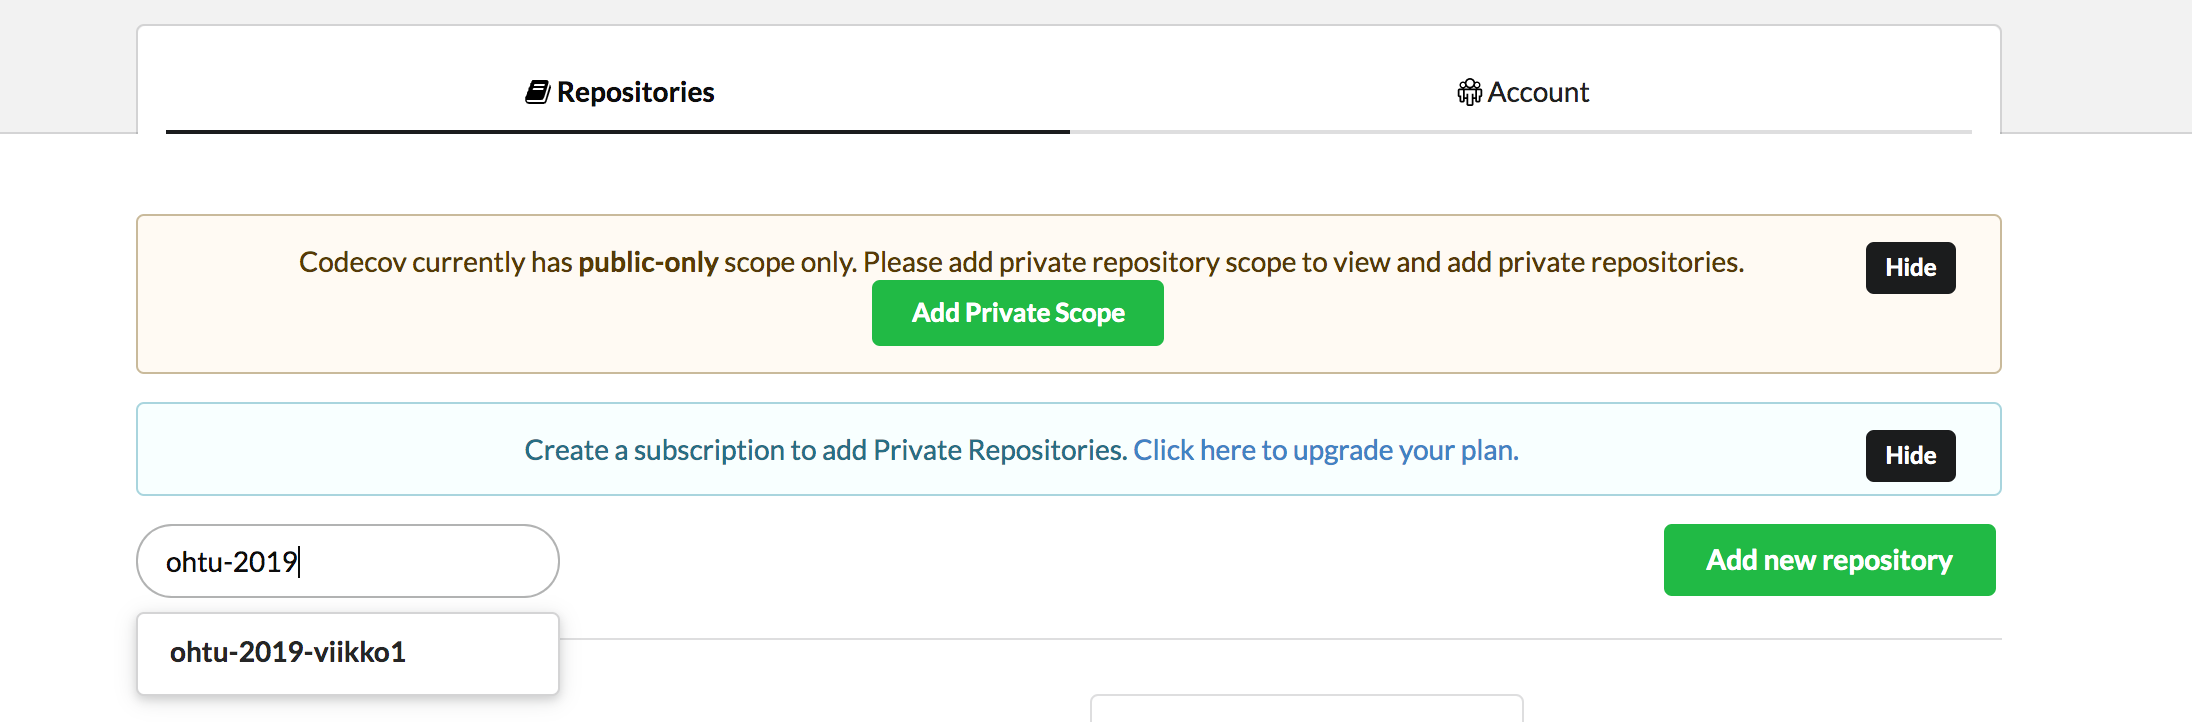 Repositories
Account
Codecov currently has public-only scope only. Please add private repository scope to view and add private repositories.
Hide
Add Private Scope
Create a subscription to add Private Repositories. Click here to upgrade your plan.
Hide
ohtu-2019
Add new repository
ohtu-2019-viikko1